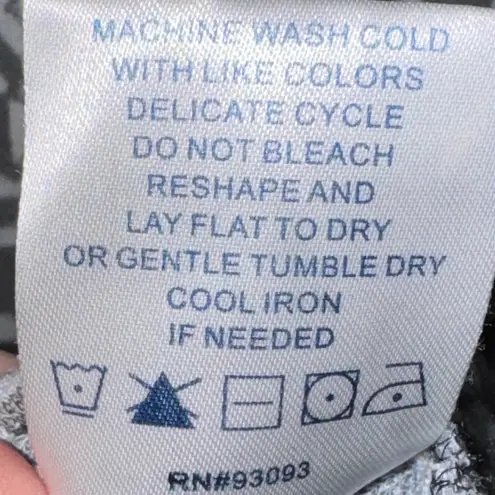 MACHINE WASH COLD
WITH LIKE COLORS
DELICATE CYCLE
DO NOT BLEACH
RESHAPE AND
LAY FLAT TO DRY
OR GENTLE TUMBLE DRY
COOL IRON
IF NEEDED
RN#93093